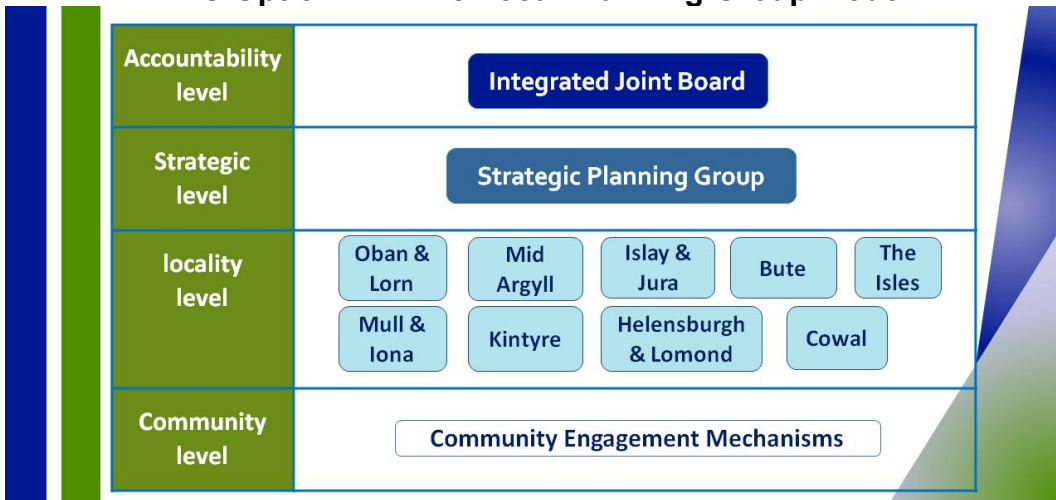 Accountability
level
Integrated Joint Board
Strategic
level
Strategic Planning Group
locality
level
Oban &
Lorn
Mid
Argyll
Islay &
Jura
Bute
The
Isles
Mull &
Iona
Kintyre
Helensburgh
& Lomond
Cowal
Community
level
Community Engagement Mechanisms